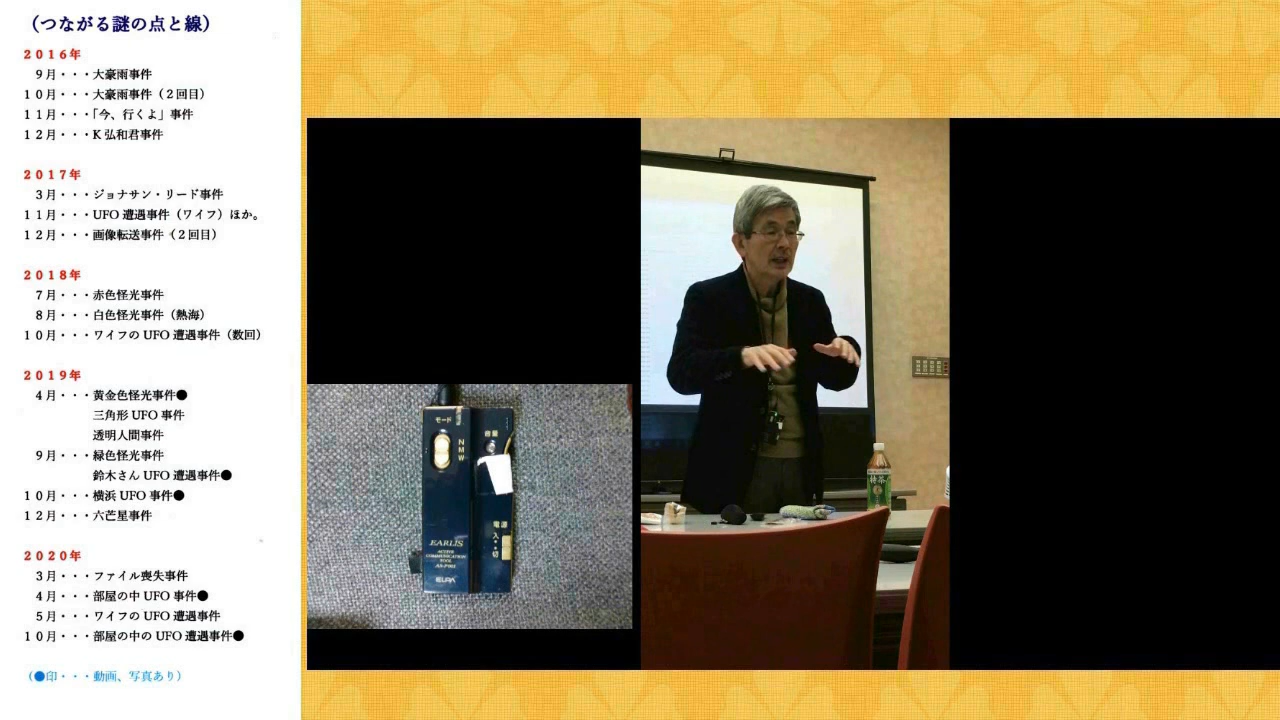 （つながる謎の点と線）
２０１６年
９月・・・大豪雨事件
１０月・・・大豪雨事件（２回目）
１１月・・・「今、行くよ」事件
１２月・・・K 弘和君事件
２０１７年
３月・・・ジョナサン・リード事件
１１月・・・UFO 遭遇事件（ワイフ）ほか。
１２月・・・画像転送事件（２回目）
２０１８年
７月・・・赤色怪光事件
８月・・・白色怪光事件（熱海）
１０月・・・ワイフの UFO 遭遇事件（数回）
２０１９年
４月・・・黄金色怪光事件●
三角形 UFO 事件
透明人間事件
９月・・・緑色怪光事件
鈴木さん UFO 遭遇事件●
１０月・・・横浜 UFO 事件●
１２月・・・六芒星事件
２０２０年
３月・・・ファイル喪失事件
４月・・・部屋の中 UFO 事件●
５月・・・ワイフの UFO 遭遇事件
１０月・・・部屋の中の UFO 遭遇事件●
（●印・・・動画、写真あり）
モード
N
M
W
音量
電源
入・・切
EARLIS
ACTIVE
COMMUNICATION
TOOL
ELPA
特茶